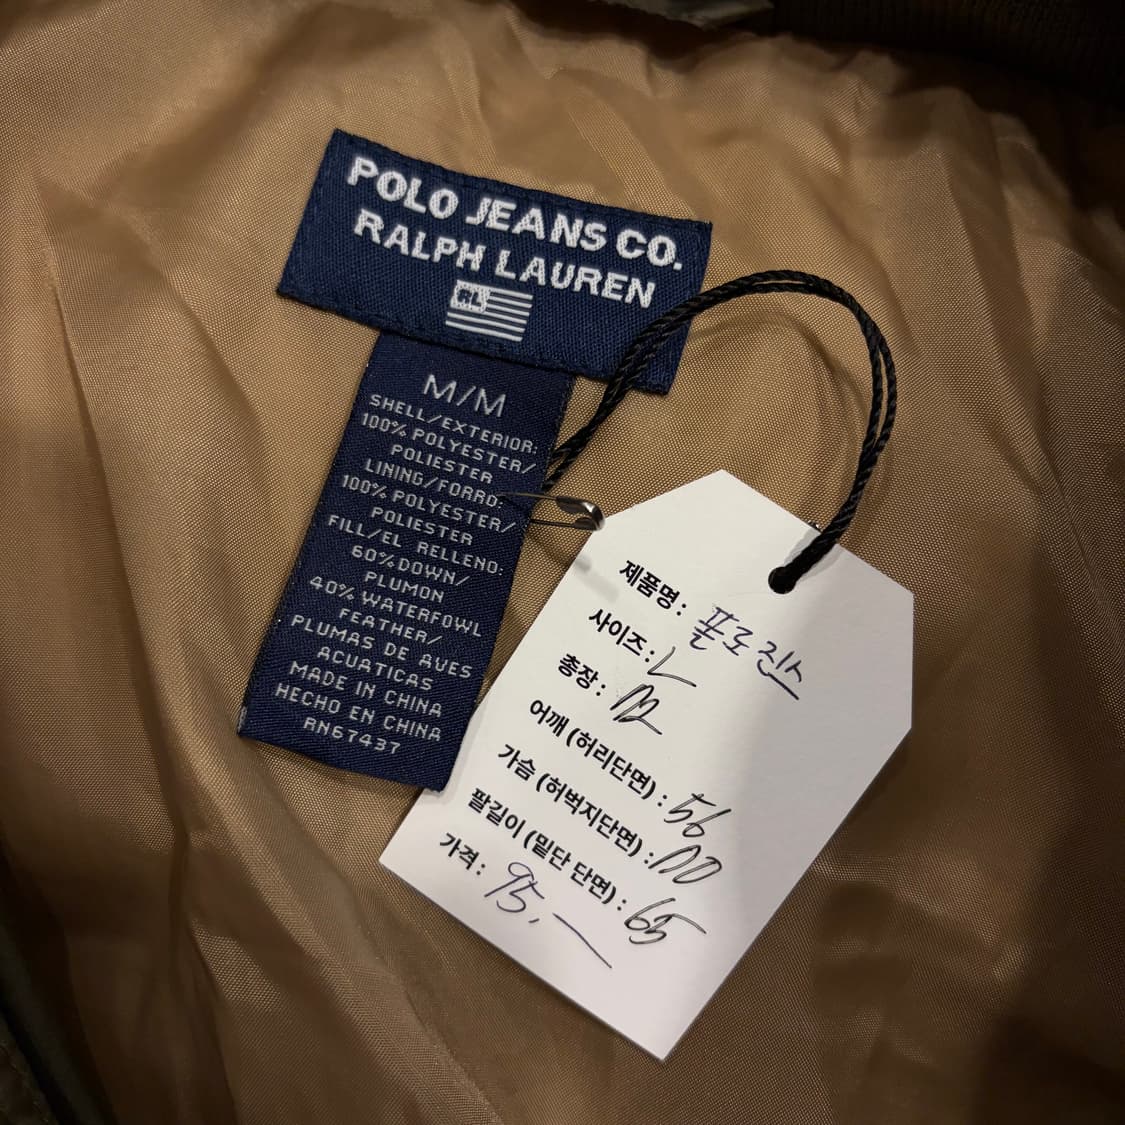 POLO JEANS CO.
RALPH LAUREN
RL
M/M
SHELL/EXTERIOR:
100% POLYESTER/
POLIESTER
LINING/FORRO:
100% POLYESTER/
POLIESTER
FILL/EL RELLENO:
60%DOWN/
PLUMON
40% WATERFOWL
FEATHER/
PLUMAS DE AVES
ACUATICAS
MADE IN CHINA
HECHO EN CHINA
RN67437
제품명 : 폴로 진스
사이즈 : L
총장 :
어깨 (허리단면) : 56
가슴 (허벅지단면) :
팔길이 (밑단 단면) : 65
가격 : 95,-